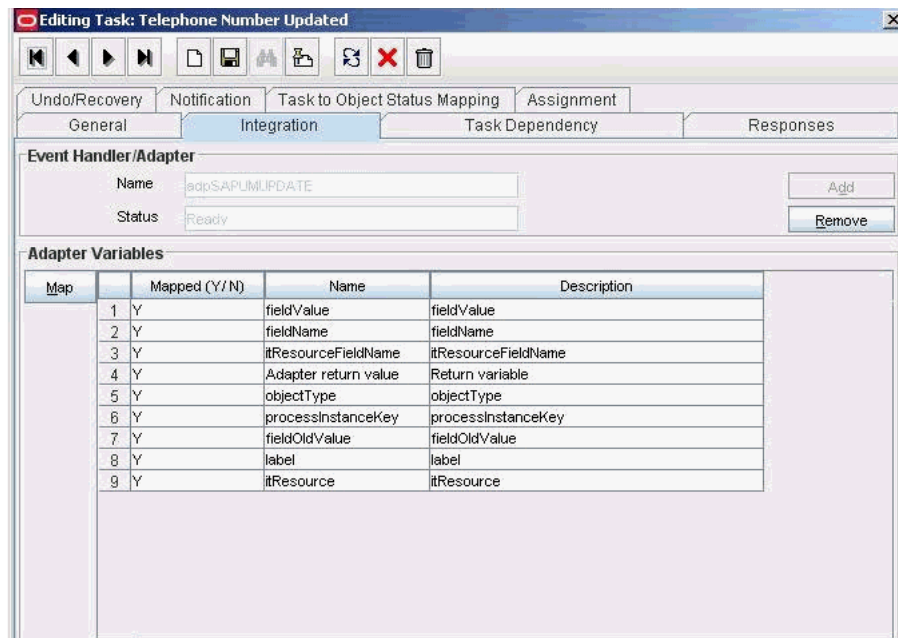 Editing Task: Telephone Number Updated
Undo/Recovery Notification Task to Object Status Mapping Assignment
General Integration Task Dependency Responses
Event Handler/Adapter
Name adpSAPUMUPDATE Add
Status Ready Remove
Adapter Variables
Map Mapped (Y/N) Name Description
1 Y fieldValue fieldValue
2 Y fieldName fieldName
3 Y itResourceFieldName itResourceFieldName
4 Y Adapter return value Return variable
5 Y objectType objectType
6 Y processInstanceKey processInstanceKey
7 Y fieldOldValue fieldOldValue
8 Y label label
9 Y itResource itResource